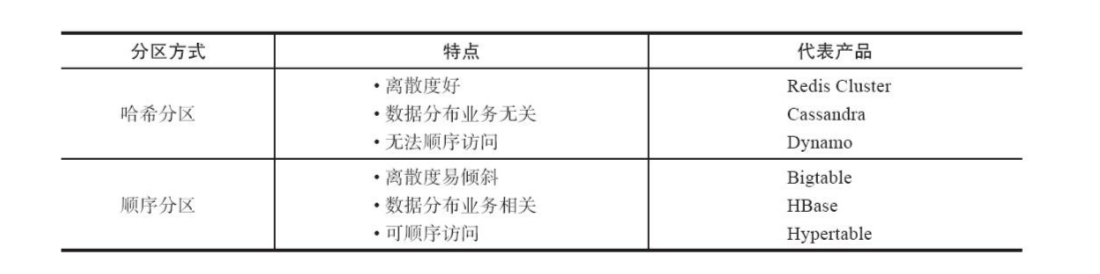 分区方式 特点 代表产品
哈希分区
•离散度好
•数据分布业务无关
•无法顺序访问
Redis Cluster
Cassandra
Dynamo
顺序分区
•离散度易倾斜
•数据分布业务相关
•可顺序访问
Bigtable
HBase
Hypertable